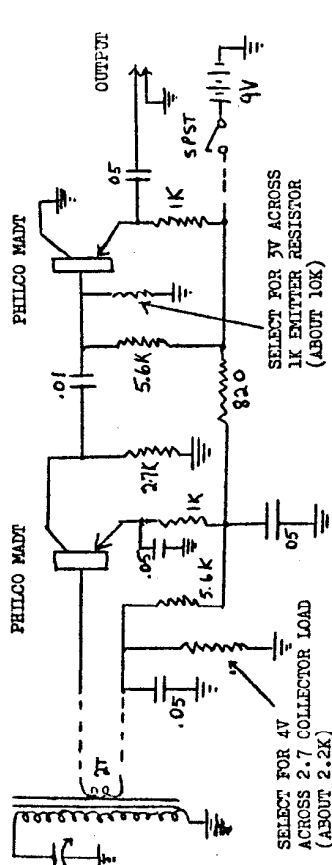 PHILCO MADT
PHILCO MADT
OUTPUT
.05
1K
SPST
9V
.01
5.6K
2.7K
820
SELECT FOR 3V ACROSS
1K EMITTER RESISTOR
(ABOUT 10K)
2T
.05
1K
.05
5.6K
.05
SELECT FOR 4V
ACROSS 2.7 COLLECTOR LOAD
(ABOUT 2.2K)